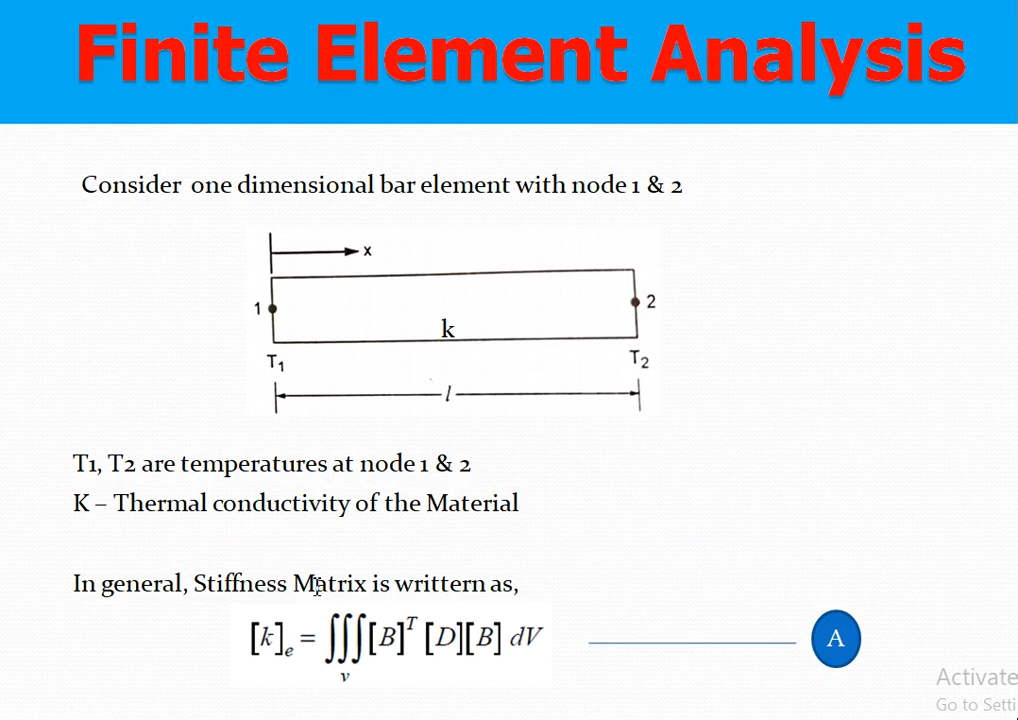 Finite Element Analysis
Consider one dimensional bar element with node 1 & 2
x
1
2
k
T1
T2
l
T1, T2 are temperatures at node 1 & 2
K – Thermal conductivity of the Material
In general, Stiffness Matrix is writtern as,
[k]e = ∭v [B]^T [D][B] dV
A
Activate
Go to Setti